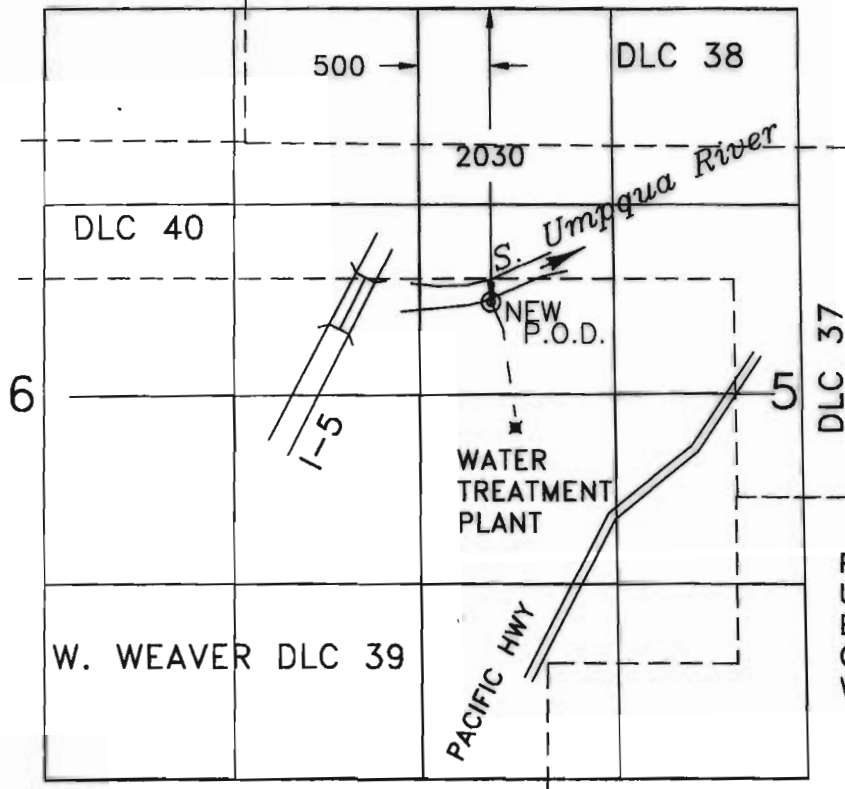 500
DLC 38
2030
S. Umpqua River
DLC 40
NEW
P.O.D.
DLC 37
6
5
I-5
WATER
TREATMENT
PLANT
W. WEAVER DLC 39
PACIFIC HWY